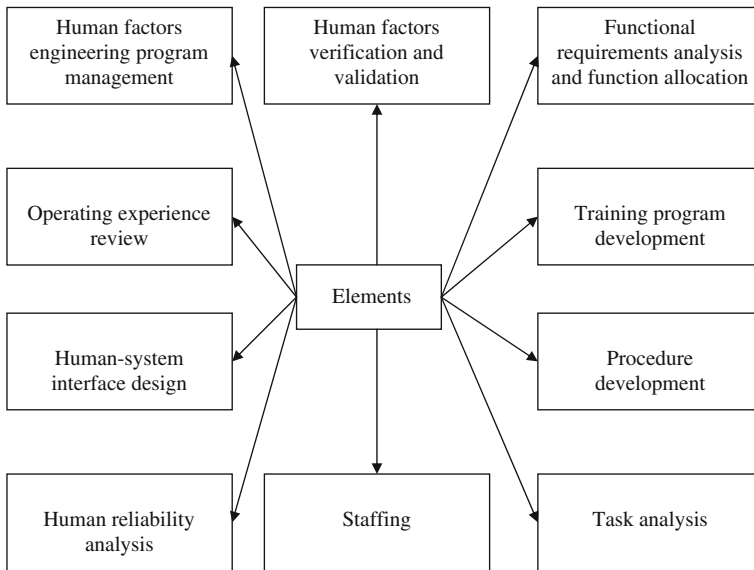 Human factors
engineering program
management
Human factors
verification and
validation
Functional
requirements analysis
and function allocation
Operating experience
review
Training program
development
Elements
Human-system
interface design
Procedure
development
Human reliability
analysis
Staffing
Task analysis